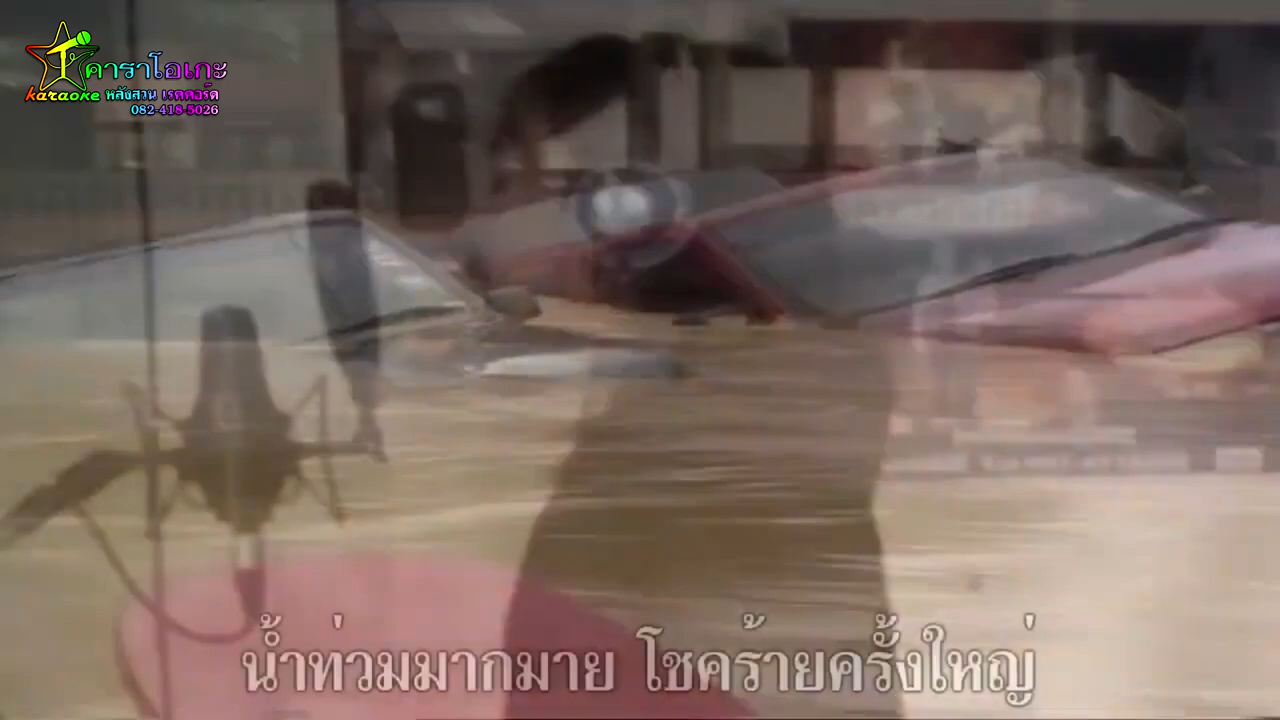 คาราโอเกะ
karaoke หลังสวน เรคคอร์ด
082-418-5026
น้ำท่วมมากมาย โชคร้ายครั้งใหญ่